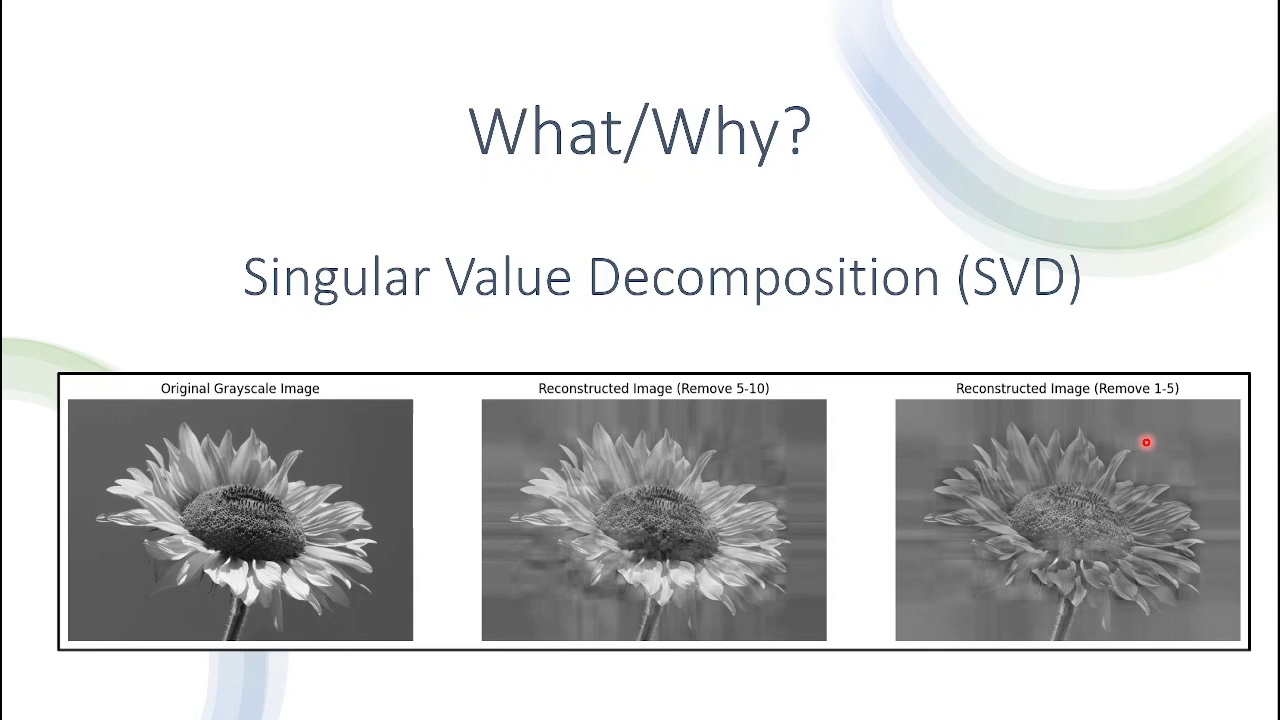 What/Why?
Singular Value Decomposition (SVD)
Original Grayscale Image
Reconstructed Image (Remove 5-10)
Reconstructed Image (Remove 1-5)